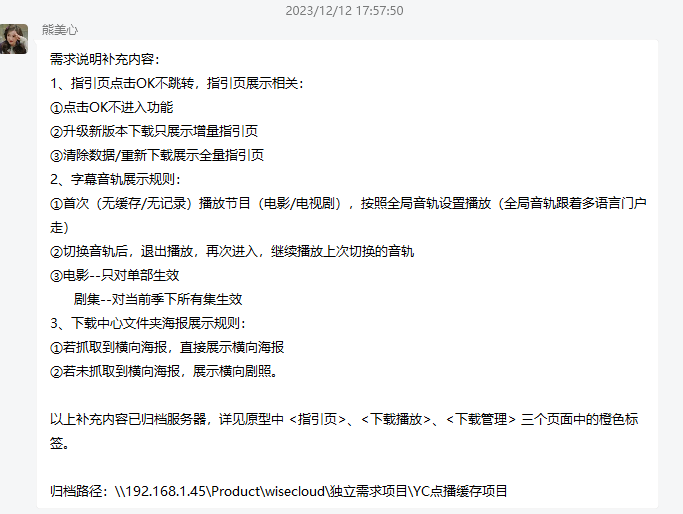 2023/12/12 17:57:50
熊美心
需求说明补充内容：
1、指引页点击OK不跳转，指引页展示相关：
①点击OK不进入功能
②升级新版本下载只展示增量指引页
③清除数据/重新下载展示全量指引页
2、字幕音轨展示规则：
①首次（无缓存/无记录）播放节目（电影/电视剧），按照全局音轨设置播放（全局音轨跟着多语言门户
走）
②切换音轨后，退出播放，再次进入，继续播放上次切换的音轨
③电影--只对单部生效
剧集--对当前季下所有集生效
3、下载中心文件夹海报展示规则：
①若抓取到横向海报，直接展示横向海报
②若未抓取到横向海报，展示横向剧照。
以上补充内容已归档服务器，详见原型中 <指引页>、<下载播放>、<下载管理> 三个页面中的橙色标
签。
归档路径：\\192.168.1.45\Product\wisecloud\独立需求项目\YC点播缓存项目